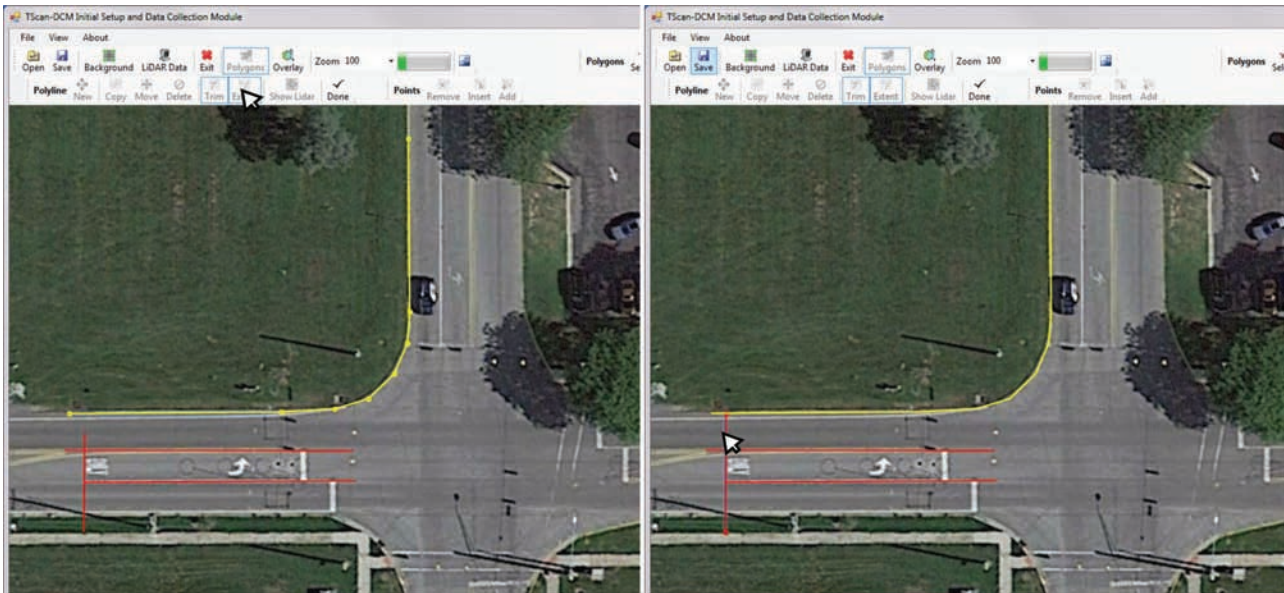 TScan-DCM Initial Setup and Data Collection Module
File View About
Open Save Background LiDAR Data Exit Polygons Overlay Zoom 100 Polygons
Polyline New Copy Move Delete Trim Show Lidar Done Points Remove Insert Add
TScan-DCM Initial Setup and Data Collection Module
File View About
Open Save Background LiDAR Data Exit Polygons Overlay Zoom 100 Polygons Se
Polyline New Copy Move Delete Trim Extent Show Lidar Done Points Remove Insert Add